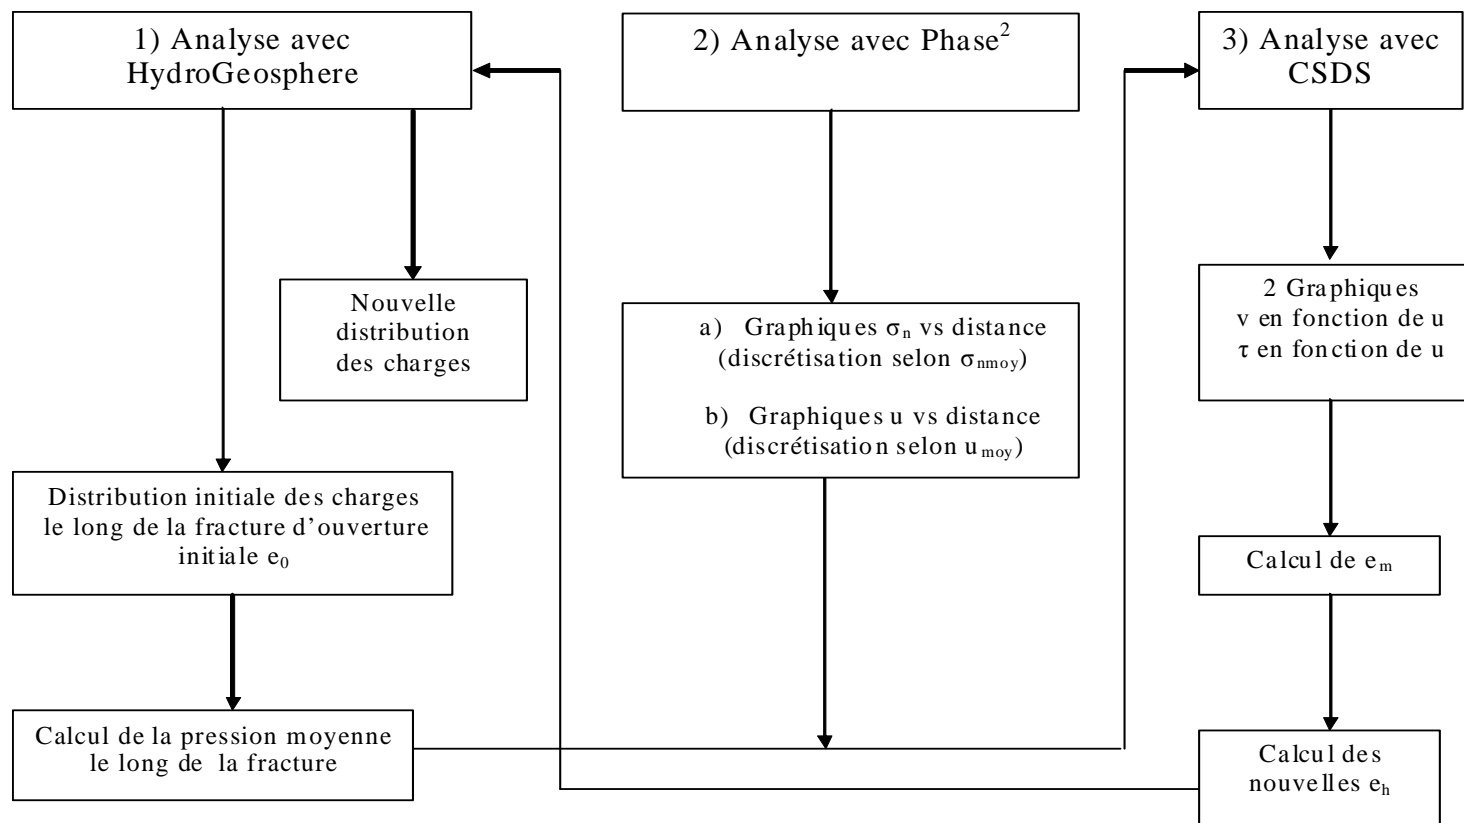 1) Analyse avec
HydroGeosphere
2) Analyse avec Phase²
3) Analyse avec
CSDS
Nouvelle
distribution
des charges
a) Graphiques σn vs distance
(discrétisation selon σnmoy)
b) Graphiques u vs distance
(discrétisation selon umoy)
2 Graphiques
v en fonction de u
τ en fonction de u
Distribution initiale des charges
le long de la fracture d’ouverture
initiale e0
Calcul de em
Calcul de la pression moyenne
le long de la fracture
Calcul des
nouvelles eh